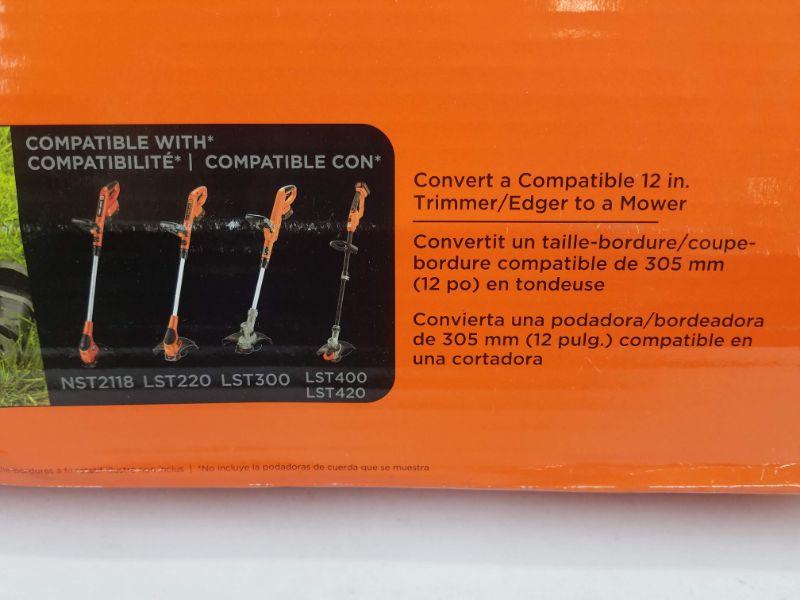 COMPATIBLE WITH*
COMPATIBILITÉ* | COMPATIBLE CON*
NST2118 LST220 LST300 LST400
LST420
Convert a Compatible 12 in.
Trimmer/Edger to a Mower
Convertit un taille-bordure/coupe-
bordure compatible de 305 mm
(12 po) en tondeuse
Convierta una podadora/bordeadora
de 305 mm (12 pulg.) compatible en
una cortadora
non inclus | *No incluye la podadoras de cuerda que se muestra